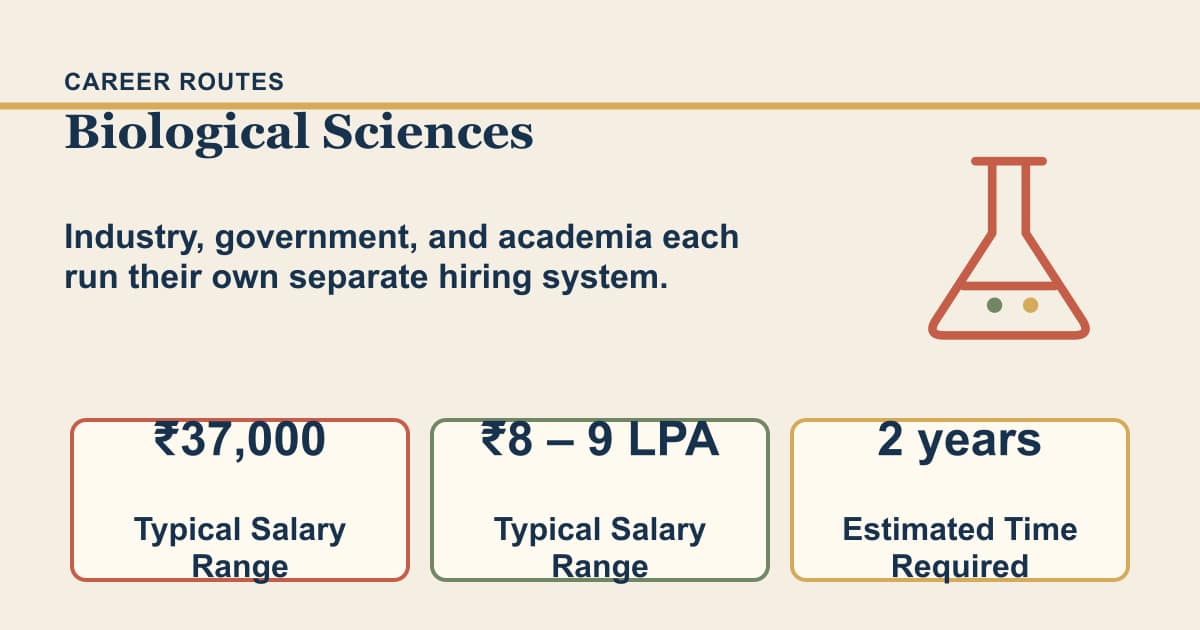 CAREER ROUTES
Biological Sciences
Industry, government, and academia each
run their own separate hiring system.
₹37,000
Typical Salary
Range
₹8 – 9 LPA
Typical Salary
Range
2 years
Estimated Time
Required